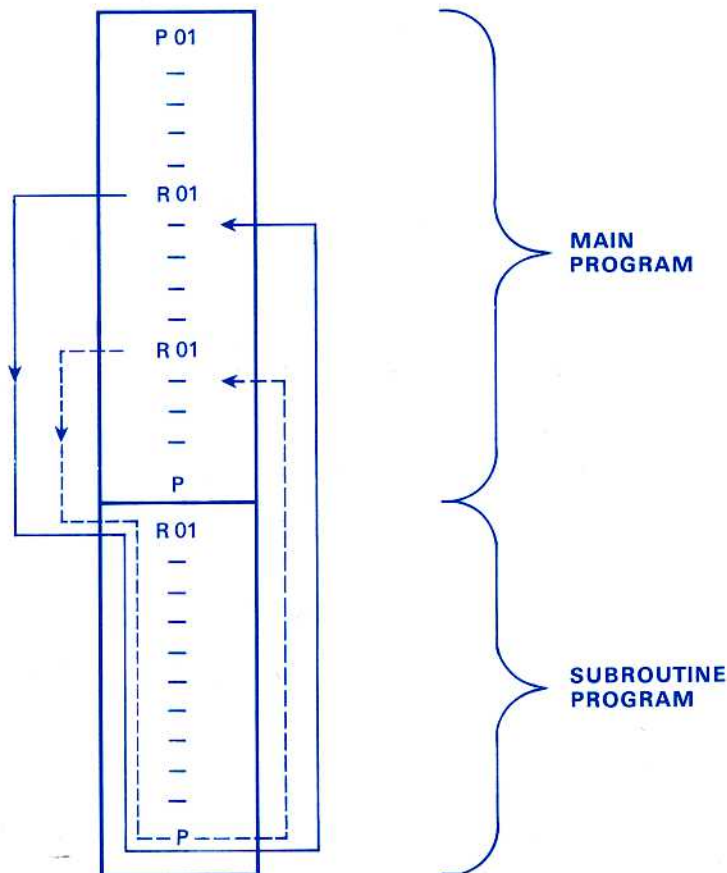 P 01
—
—
—
—
R 01
—
—
—
—
R 01
—
—
—
P
R 01
—
—
—
—
—
—
—
—
—
P
MAIN
PROGRAM
SUBROUTINE
PROGRAM